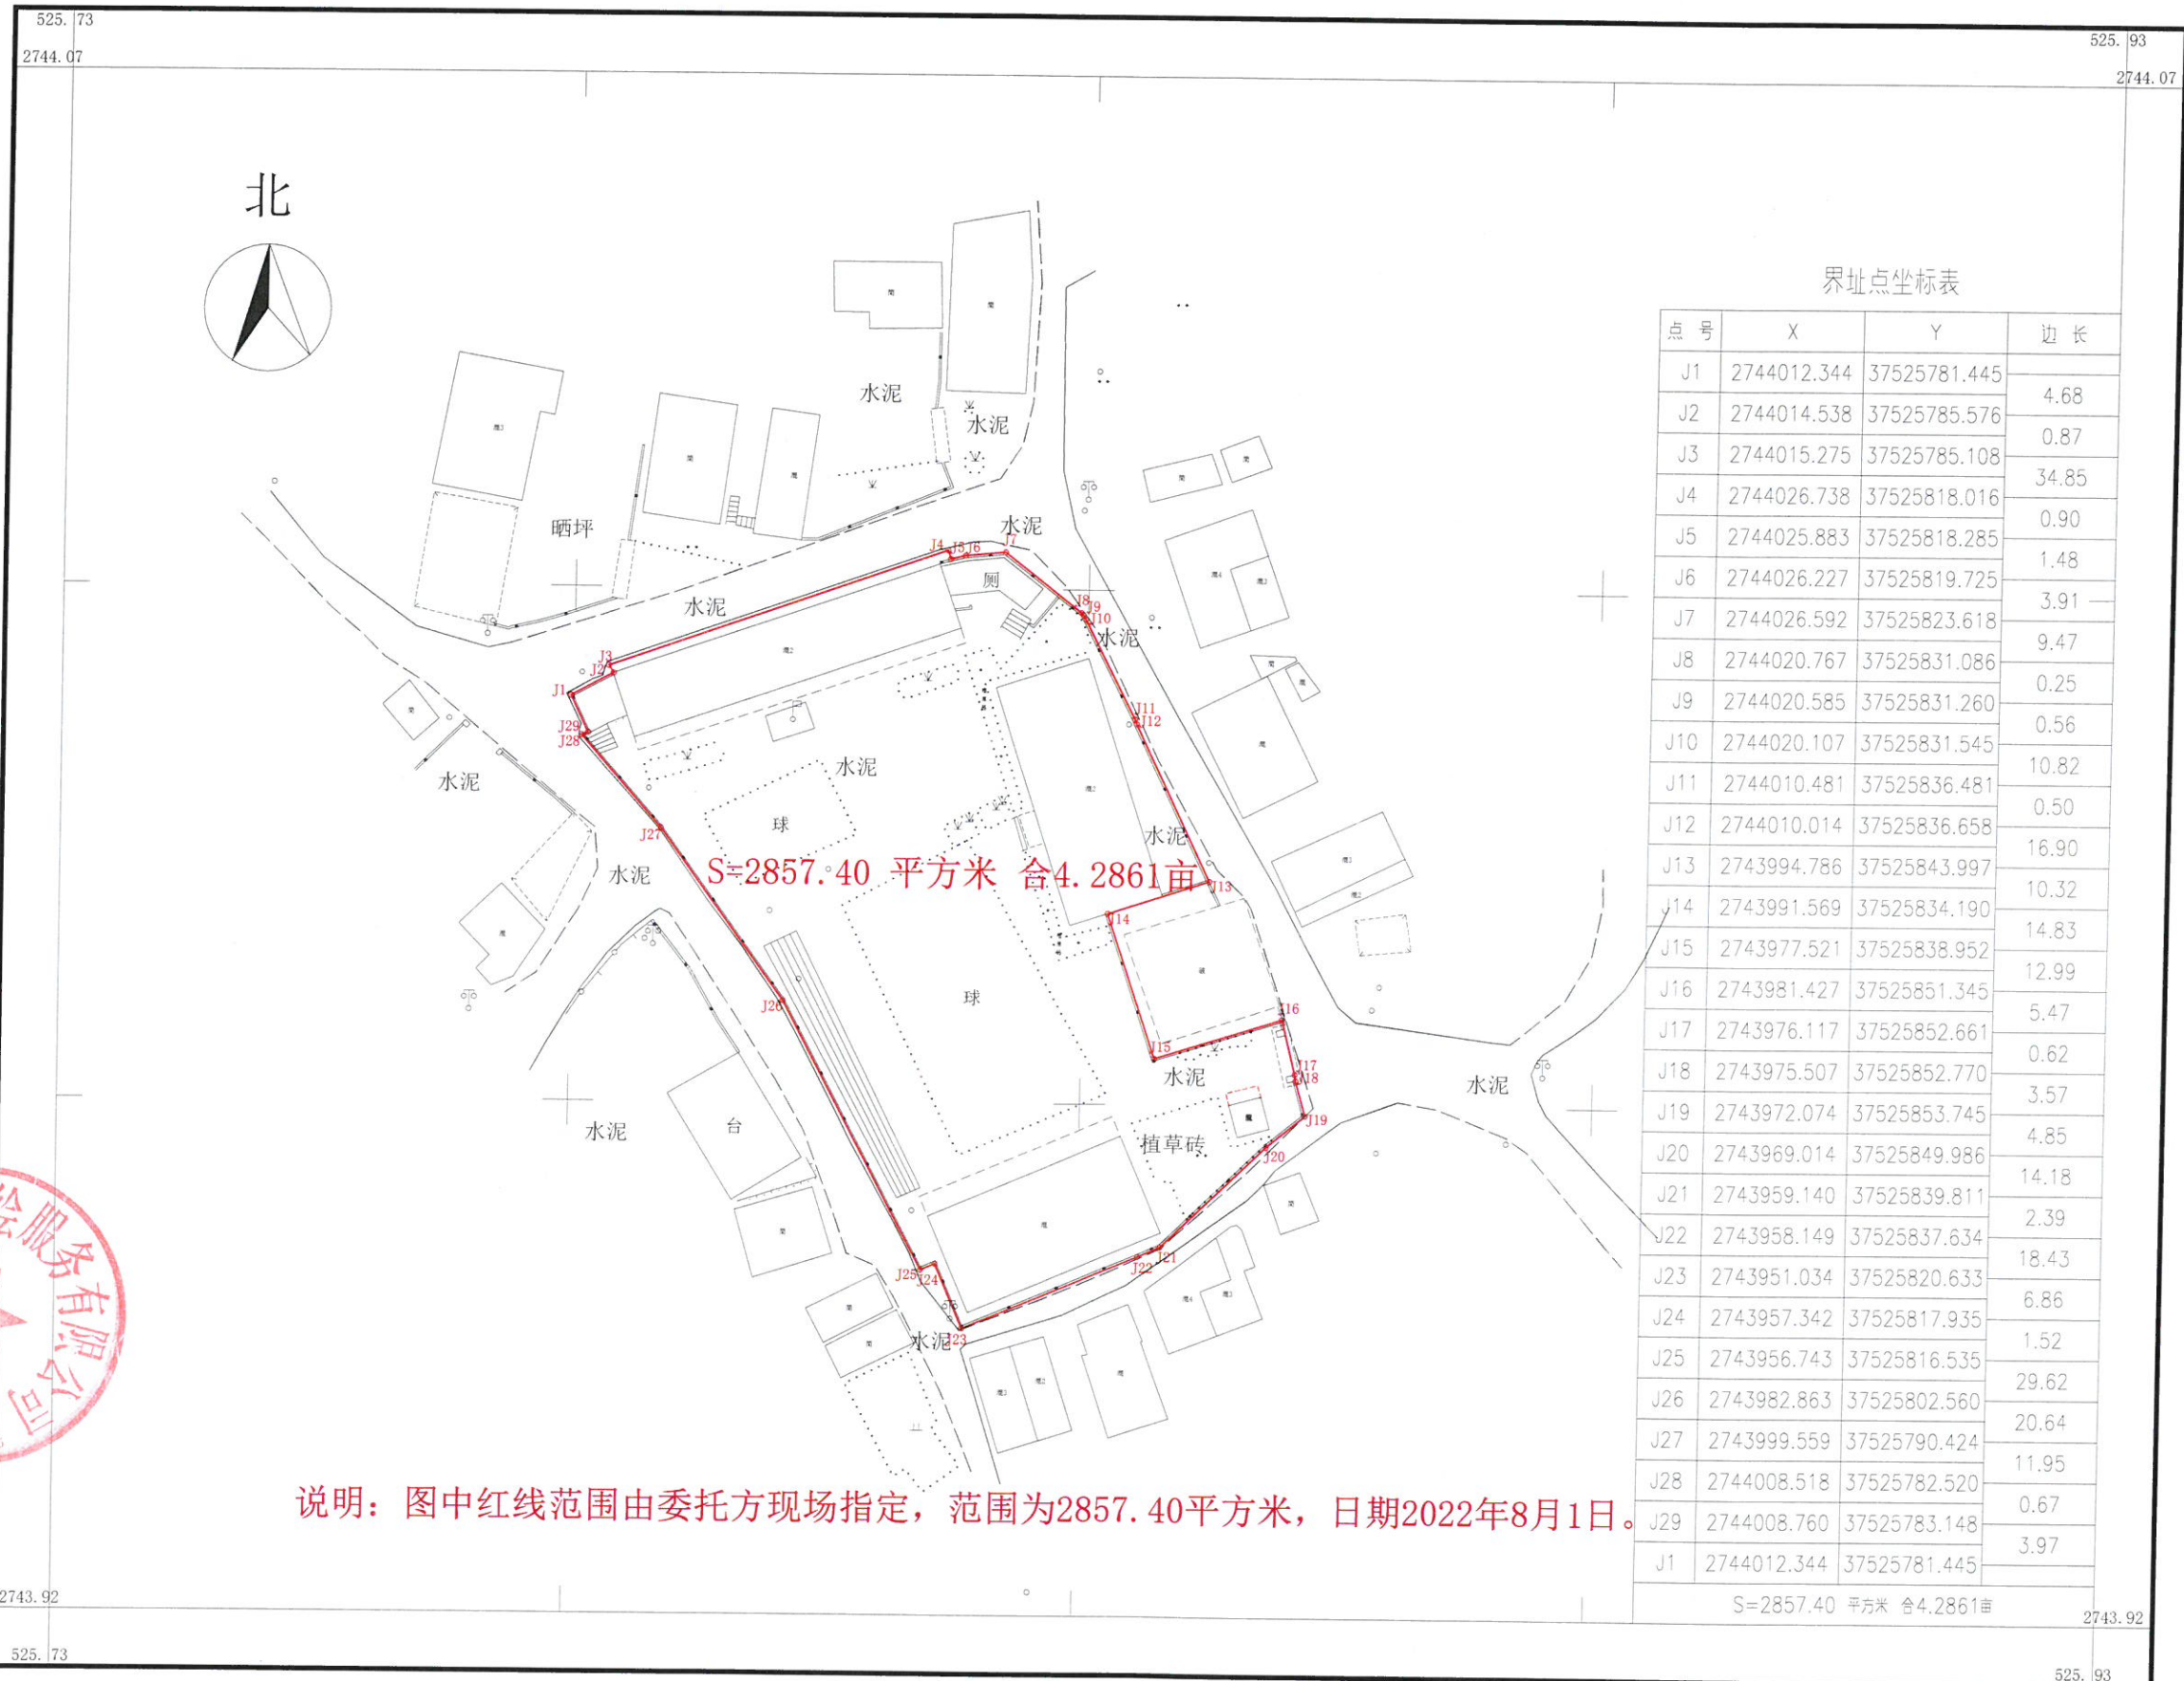 525.73
525.93
2744.07
2744.07
北
界址点坐标表
点号 X Y 边长
J1 2744012.344 37525781.445
4.68
J2 2744014.538 37525785.576
0.87
J3 2744015.275 37525785.108
34.85
J4 2744026.738 37525818.016
0.90
J5 2744025.883 37525818.285
1.48
J6 2744026.227 37525819.725
3.91
J7 2744026.592 37525823.618
9.47
J8 2744020.767 37525831.086
0.25
J9 2744020.585 37525831.260
0.56
J10 2744020.107 37525831.545
10.82
J11 2744010.481 37525836.481
0.50
J12 2744010.014 37525836.658
16.90
J13 2743994.786 37525843.997
10.32
J14 2743991.569 37525834.190
14.83
J15 2743977.521 37525838.952
12.99
J16 2743981.427 37525851.345
5.47
J17 2743976.117 37525852.661
0.62
J18 2743975.507 37525852.770
3.57
J19 2743972.074 37525853.745
4.85
J20 2743969.014 37525849.986
14.18
J21 2743959.140 37525839.811
2.39
J22 2743958.149 37525837.634
18.43
J23 2743951.034 37525820.633
6.86
J24 2743957.342 37525817.935
1.52
J25 2743956.743 37525816.535
29.62
J26 2743982.863 37525802.560
20.64
J27 2743999.559 37525790.424
11.95
J28 2744008.518 37525782.520
0.67
J29 2744008.760 37525783.148
3.97
J1 2744012.344 37525781.445
S=2857.40 平方米 合4.2861亩
水泥
水泥
晒坪
水泥
J4
J5
J6
J7
厕
水泥
J8
J9
J10
水泥
J3
J2
J1
J11
J12
J29
J28
水泥
水泥
球
J27
水泥
水泥
S=2857.40 平方米 合4.2861亩
J13
J14
球
J26
J16
J15
水泥
J17
J18
水泥
J19
水泥
台
植草砖
J20
J21
J22
J25
J24
水泥
J23
说明：图中红线范围由委托方现场指定，范围为2857.40平方米，日期2022年8月1日。
绘服务有限公司
2743.92
2743.92
525.73
525.93